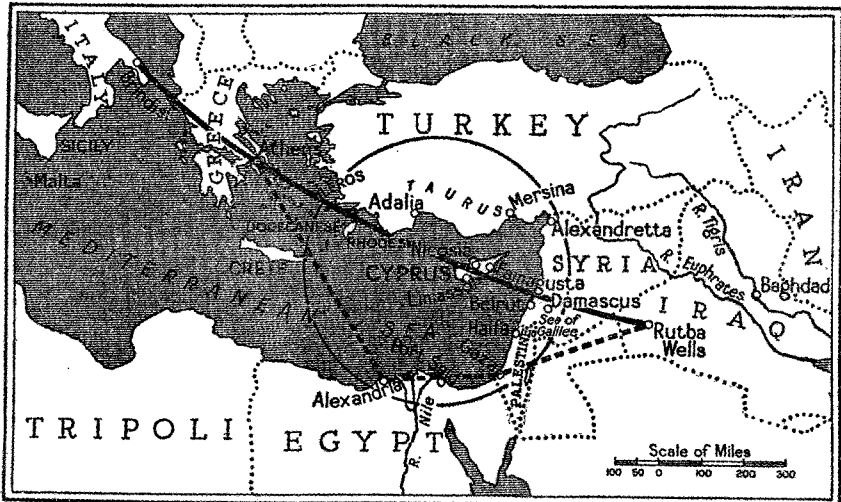 ITALY
BLACK SEA
Brindisi
GREECE
TURKEY
IRAN
SICILY
Athens
Malta
ROS
TAURUS
Adalia
Mersina
Alexandretta
R. Tigris
DODECANESE
RHODES
Nicosia
MEDITERRANEAN SEA
CRETE
CYPRUS
Famagusta
SYRIA
R. Euphrates
Baghdad
Limassol
Beirut
Damascus
IRAQ
Haifa
Sea of
Galilee
Rutba
Wells
Gaza
PALESTINE
Alexandria
R. Nile
TRIPOLI
EGYPT
Scale of Miles
100 50 0 100 200 300